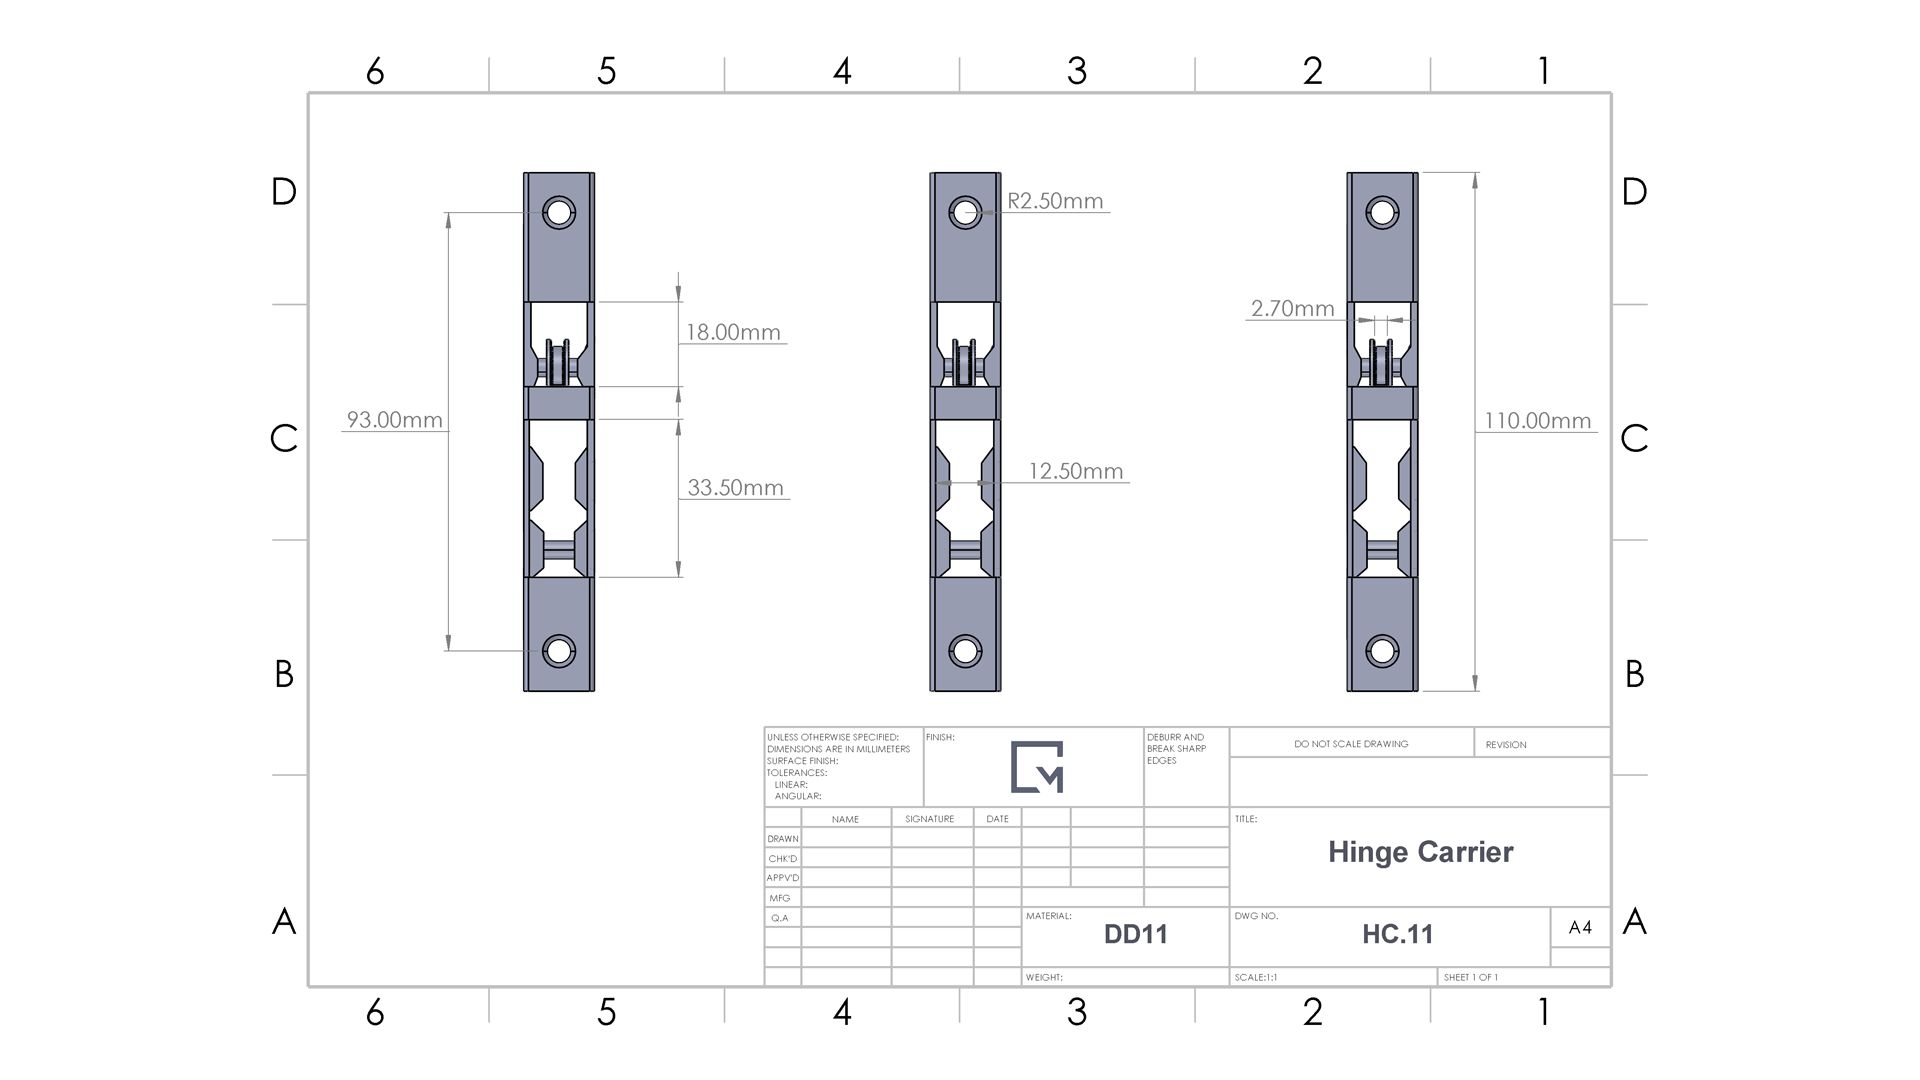 6 5 4 3 2 1
D D
R2.50mm
2.70mm
18.00mm
93.00mm
110.00mm
C C
12.50mm
33.50mm
B B
UNLESS OTHERWISE SPECIFIED:
DIMENSIONS ARE IN MILLIMETERS
SURFACE FINISH:
TOLERANCES:
LINEAR:
ANGULAR:
FINISH:
M
DEBURR AND
BREAK SHARP
EDGES
DO NOT SCALE DRAWING
REVISION
NAME SIGNATURE DATE
DRAWN
CHK'D
APPV'D
MFG
Q.A
TITLE:
Hinge Carrier
MATERIAL:
DD11
DWG NO.
HC.11
A4
A A
WEIGHT:
SCALE:1:1
SHEET 1 OF 1
6 5 4 3 2 1